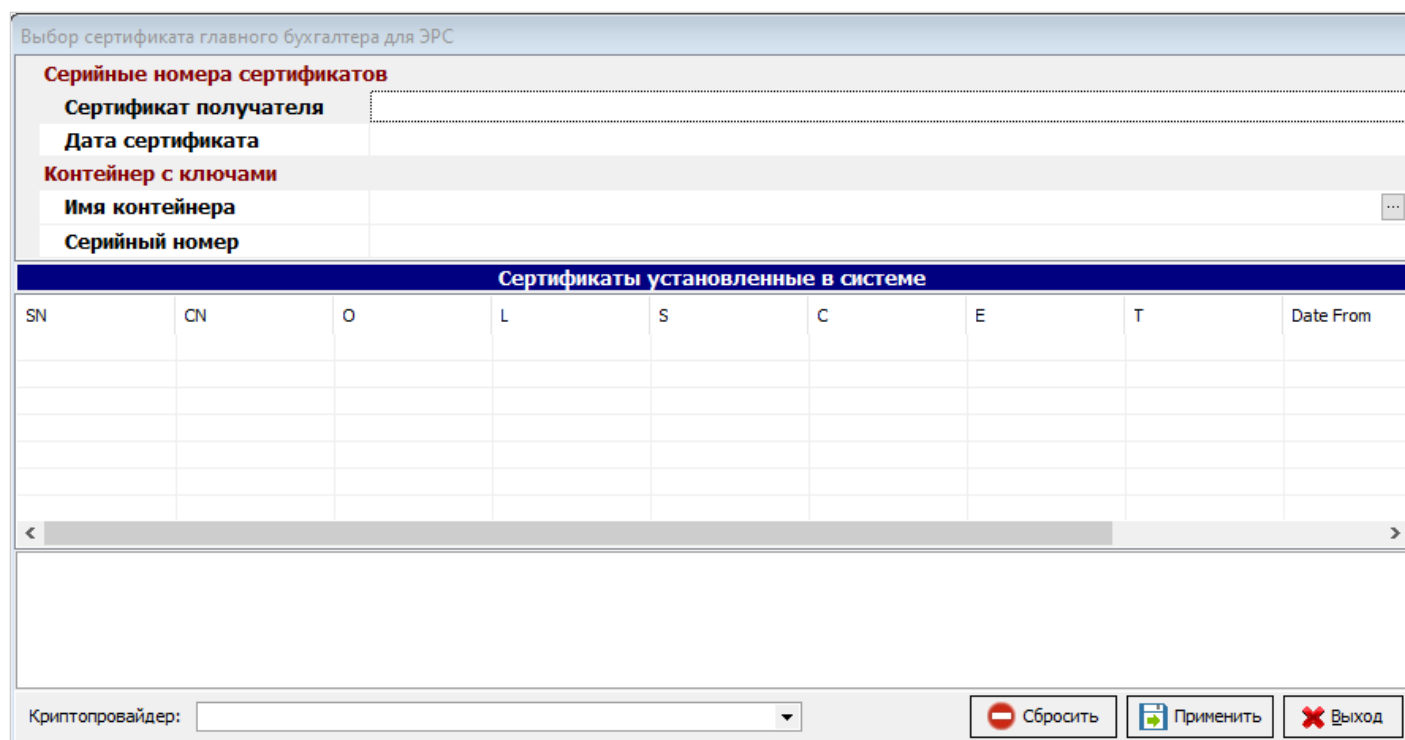 Выбор сертификата главного бухгалтера для ЭРС
Серийные номера сертификатов
Сертификат получателя
Дата сертификата
Контейнер с ключами
Имя контейнера
...
Серийный номер
Сертификаты установленные в системе
SN CN O L S C E T Date From
Криптопровайдер: Сбросить Применить Выход